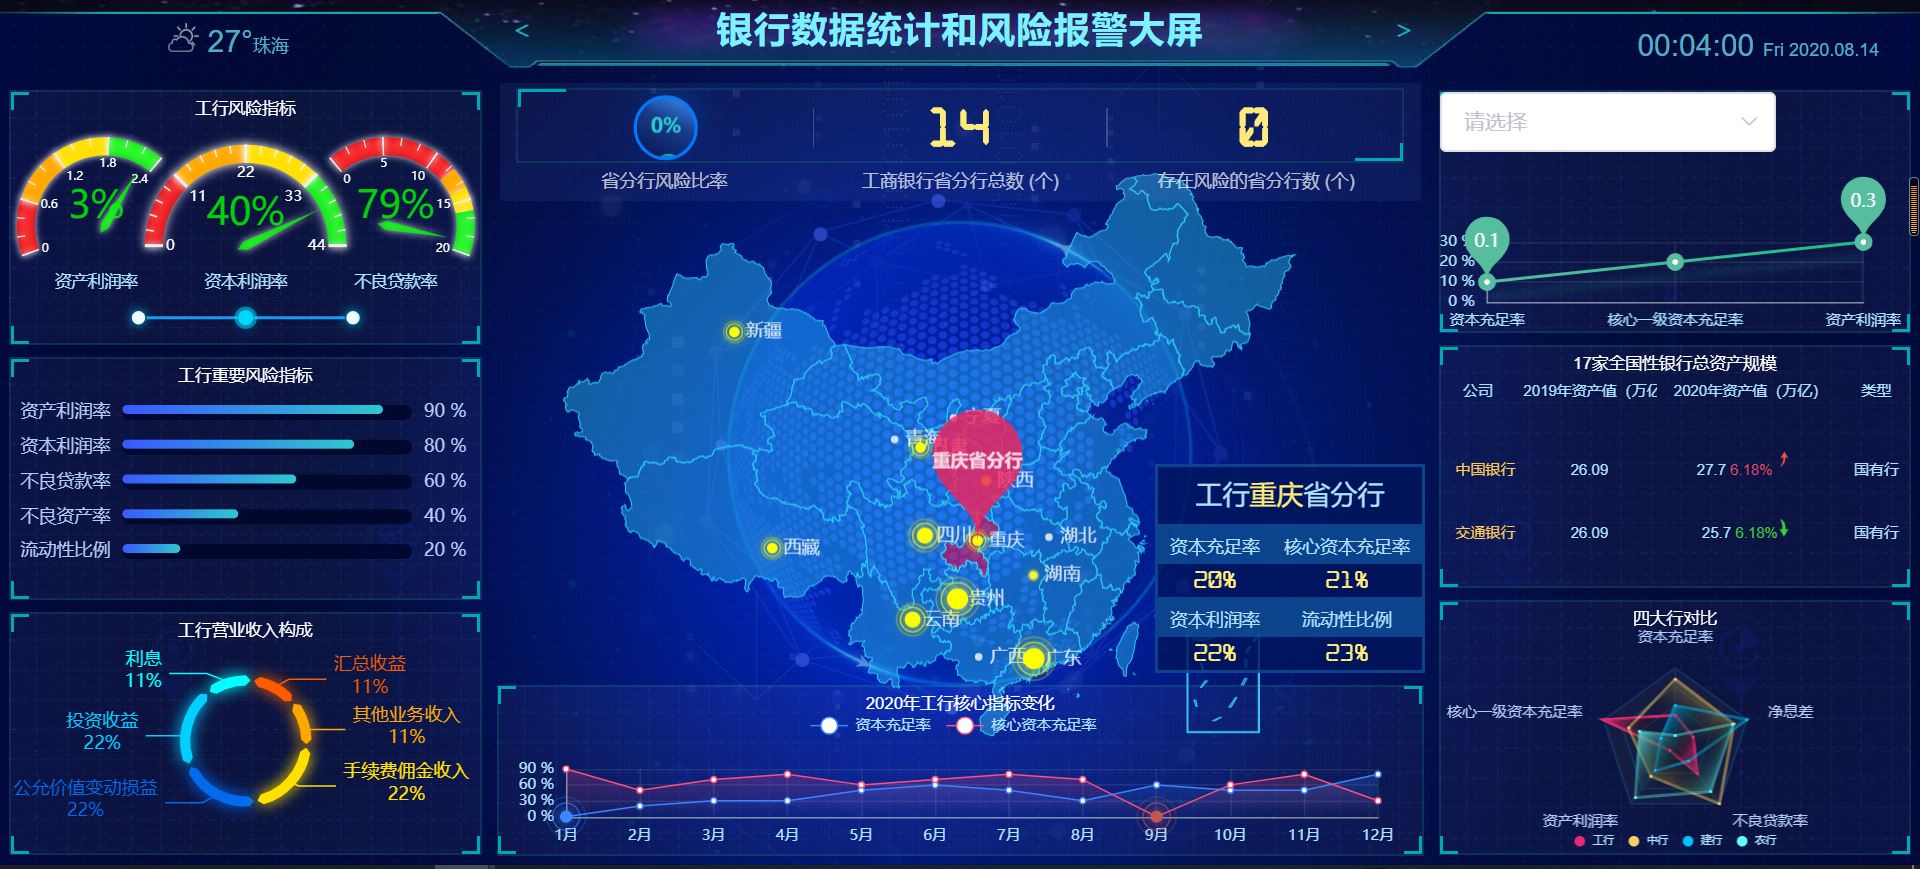 27°珠海
<
银行数据统计和风险报警大屏
>
00:04:00 Fri 2020.08.14
工行风险指标
0 0.6 1.2 1.8 2.4
3%
资产利润率
0 11 22 33 44
40%
资本利润率
0 5 10 15 20
79%
不良贷款率
工行重要风险指标
资产利润率 90 %
资本利润率 80 %
不良贷款率 60 %
不良资产率 40 %
流动性比例 20 %
工行营业收入构成
利息
11%
汇总收益
11%
投资收益
22%
其他业务收入
11%
公允价值变动损益
22%
手续费佣金收入
22%
0%
省分行风险比率
14
工商银行省分行总数 (个)
0
存在风险的省分行数 (个)
新疆
宁夏
青海
甘肃
重庆省分行
陕西
西藏
四川
重庆
湖北
湖南
贵州
云南
广西
广东
工行重庆省分行
资本充足率 核心资本充足率
20% 21%
资本利润率 流动性比例
22% 23%
2020年工行核心指标变化
资本充足率 核心资本充足率
90 %
60 %
30 %
0 %
1月 2月 3月 4月 5月 6月 7月 8月 9月 10月 11月 12月
请选择
0.3
0.1
30 %
20 %
10 %
0 %
资本充足率 核心一级资本充足率 资产利润率
17家全国性银行总资产规模
公司 2019年资产值（万亿 2020年资产值（万亿） 类型
中国银行 26.09 27.7 6.18% 国有行
交通银行 26.09 25.7 6.18% 国有行
四大行对比
资本充足率
核心一级资本充足率
净息差
资产利润率
不良贷款率
工行 中行 建行 农行